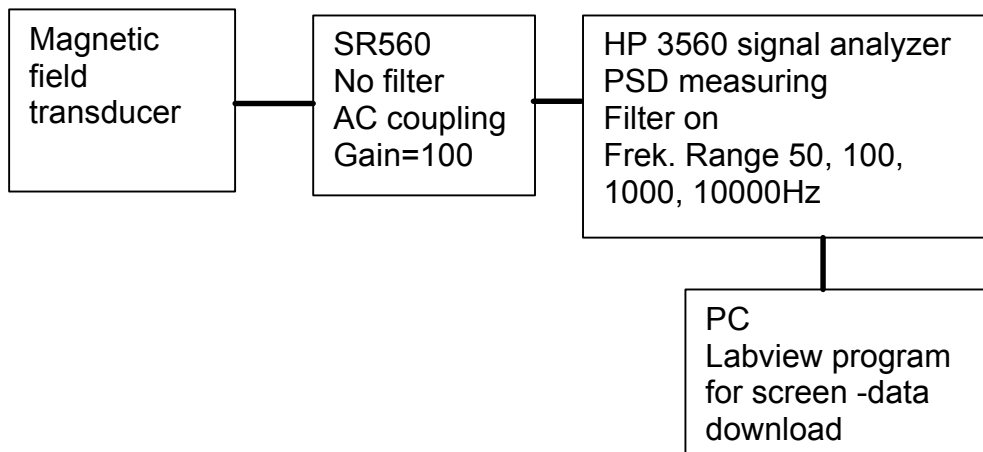 Magnetic
field
transducer
SR560
No filter
AC coupling
Gain=100
HP 3560 signal analyzer
PSD measuring
Filter on
Frek. Range 50, 100,
1000, 10000Hz
PC
Labview program
for screen -data
download